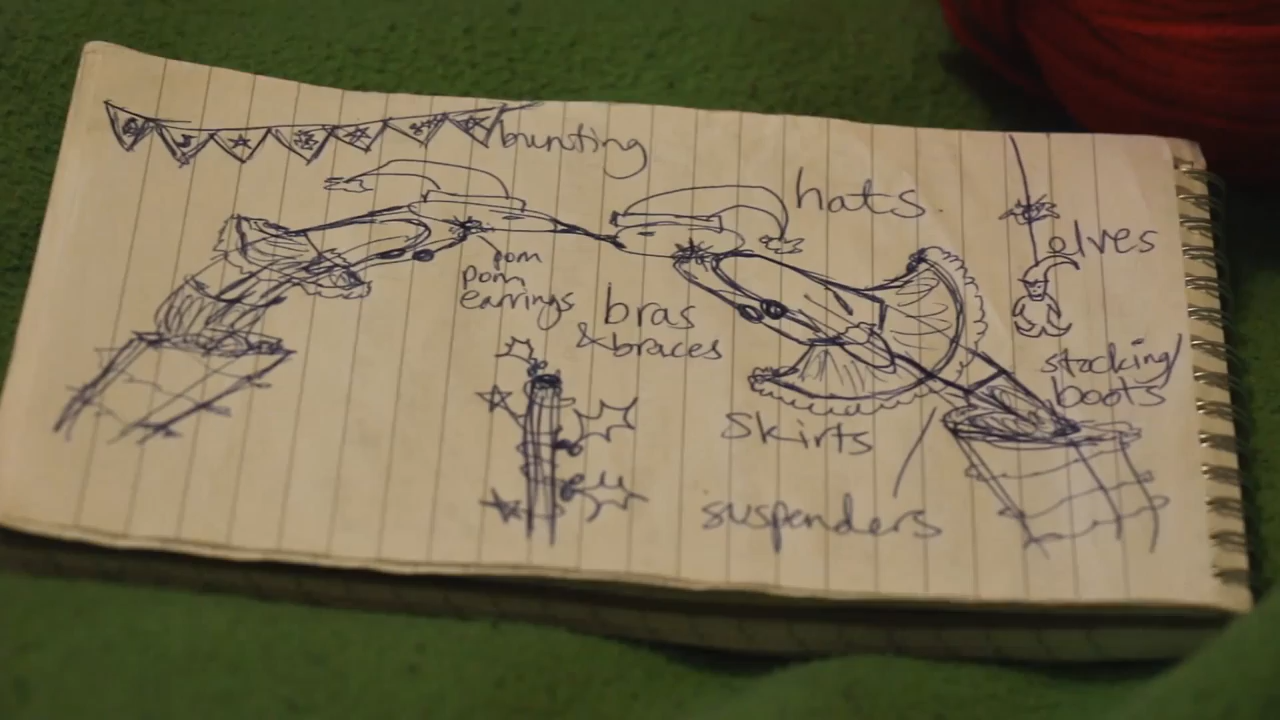 bunting
hats
elves
pom
pom
earrings
bras
& braces
stocking/
boots
skirts
suspenders